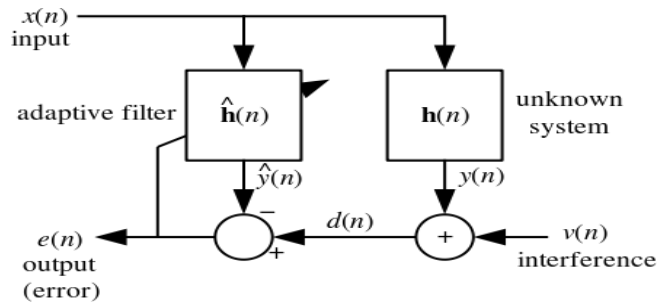 x(n)
input
adaptive filter
ĥ(n)
h(n)
unknown
system
ŷ(n)
y(n)
−
+
d(n)
+
e(n)
output
(error)
v(n)
interference